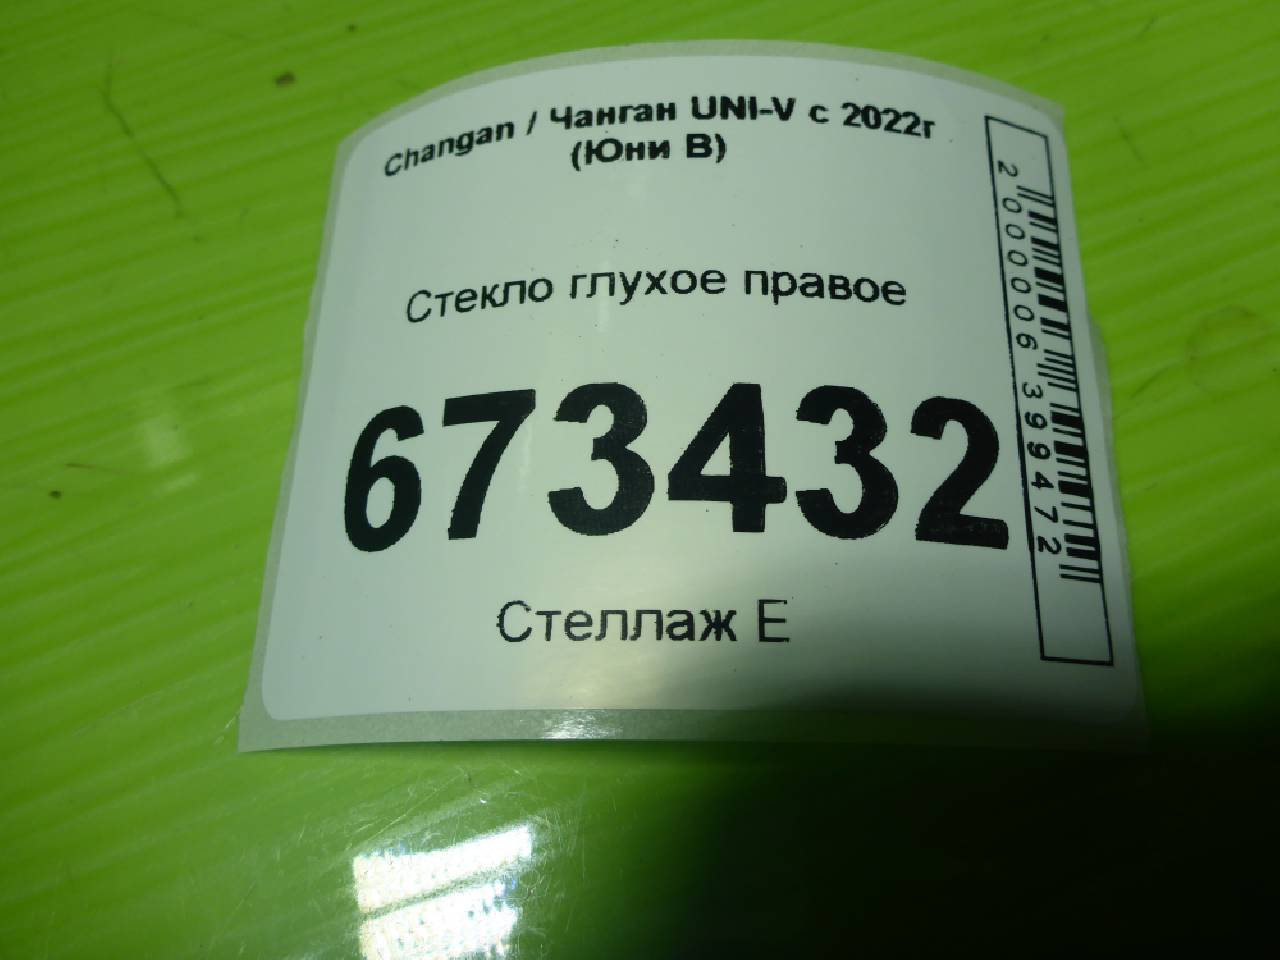 Changan / Чанган UNI-V с 2022г
(Юни В)
Стекло глухое правое
673432
Стеллаж Е
2000006399472